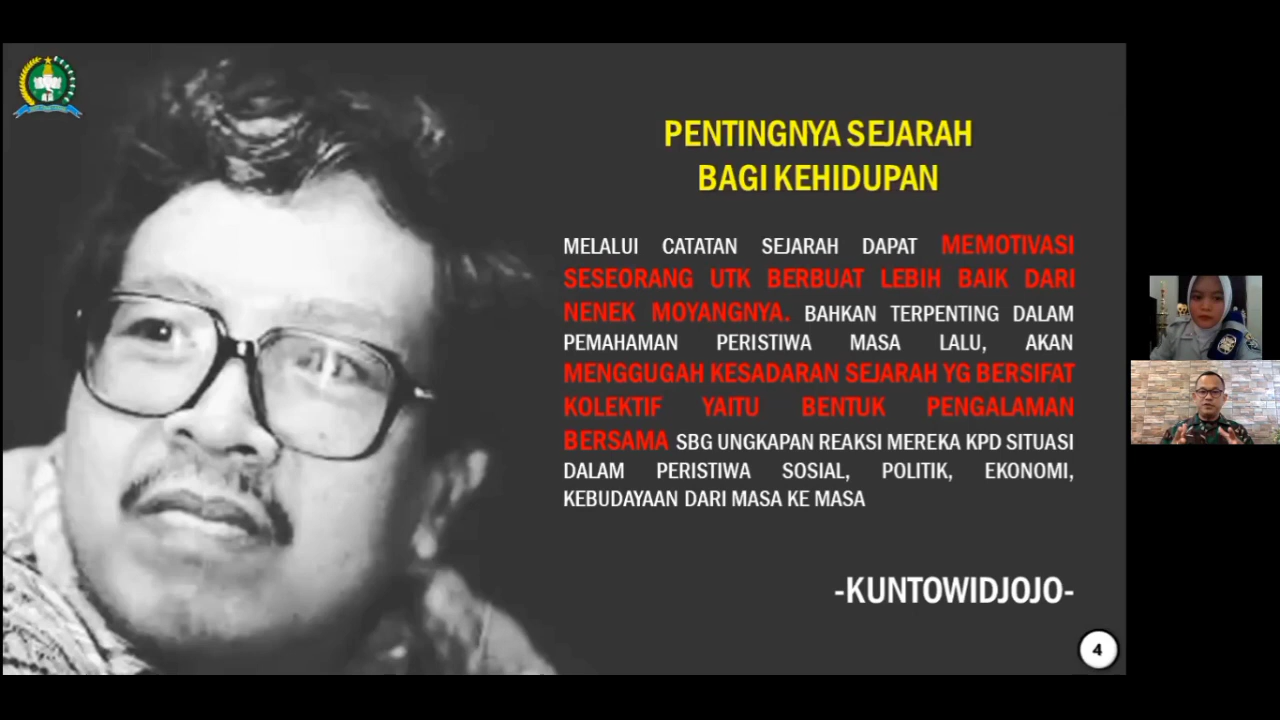 PENTINGNYA SEJARAH
BAGI KEHIDUPAN
MELALUI CATATAN SEJARAH DAPAT MEMOTIVASI
SESEORANG UTK BERBUAT LEBIH BAIK DARI
NENEK MOYANGNYA. BAHKAN TERPENTING DALAM
PEMAHAMAN PERISTIWA MASA LALU, AKAN
MENGGUGAH KESADARAN SEJARAH YG BERSIFAT
KOLEKTIF YAITU BENTUK PENGALAMAN
BERSAMA SBG UNGKAPAN REAKSI MEREKA KPD SITUASI
DALAM PERISTIWA SOSIAL, POLITIK, EKONOMI,
KEBUDAYAAN DARI MASA KE MASA
-KUNTOWIDJOJO-
4